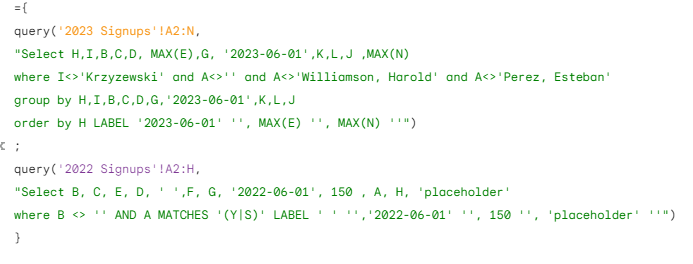 ={
query('2023 Signups'!A2:N,
"Select H,I,B,C,D, MAX(E),G, '2023-06-01',K,L,J ,MAX(N)
where I<>'Krzyzewski' and A<>'' and A<>'Williamson, Harold' and A<>'Perez, Esteban'
group by H,I,B,C,D,G,'2023-06-01',K,L,J
order by H LABEL '2023-06-01' '', MAX(E) '', MAX(N) ''")
;
query('2022 Signups'!A2:H,
"Select B, C, E, D, ' ',F, G, '2022-06-01', 150 , A, H, 'placeholder'
where B <> '' AND A MATCHES '(Y|S)' LABEL ' ' '','2022-06-01' '', 150 '', 'placeholder' ''")
}